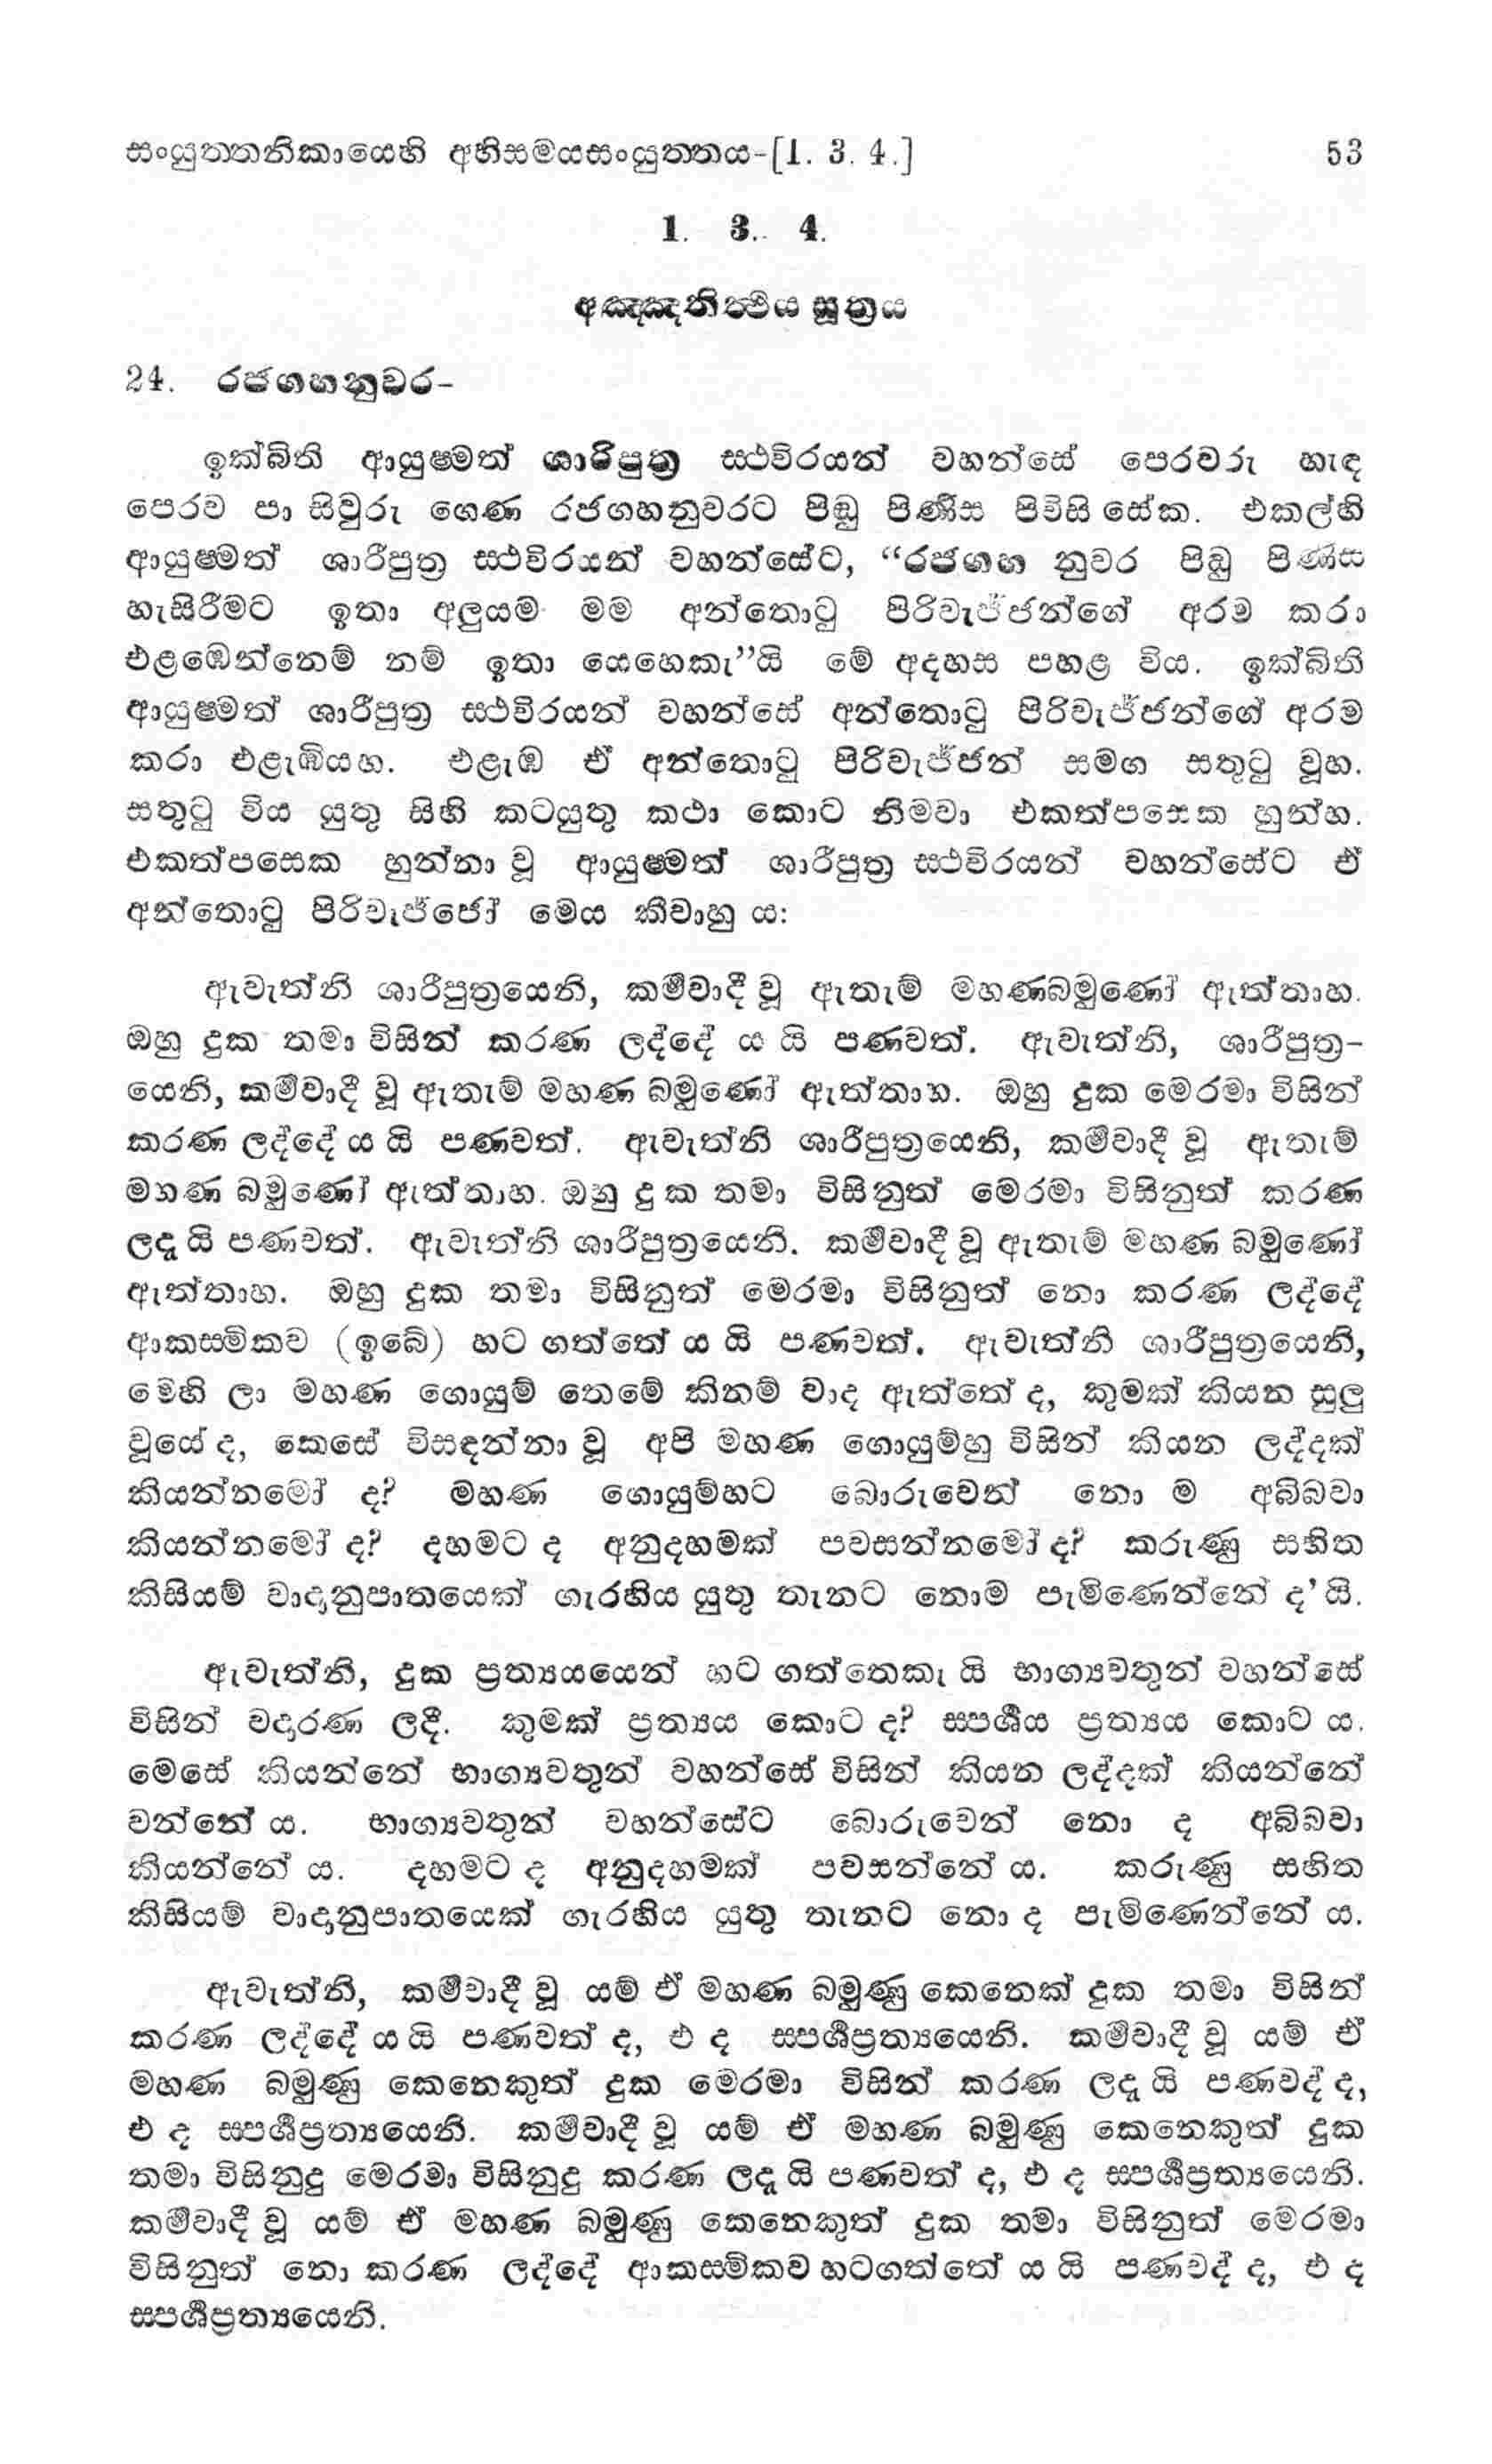 සංයුත්තනිකායෙහි අභිසමයසංයුත්තය-[1. 3. 4.] 53
1. 3. 4.
අඤ්ඤතිත්ථිය සූත්‍රය
24. රජගහනුවර-
ඉක්බිති ආයුෂ්මත් ශාරිපුත්‍ර ස්ථවිරයන් වහන්සේ පෙරවරු හැඳ
පෙරව පා සිවුරු ගෙණ රජගහනුවරට පිඬු පිණිස පිවිසි සේක. එකල්හි
ආයුෂ්මත් ශාරීපුත්‍ර ස්ථවිරයන් වහන්සේට, “රජගහ නුවර පිඬු පිණිස
හැසිරීමට ඉතා අලුයම මම අන්තොටු පිරිවැජ්ජන්ගේ අරම කරා
එළඹෙන්නෙම් නම් ඉතා යෙහෙකැ”යි මේ අදහස පහළ විය. ඉක්බිති
ආයුෂ්මත් ශාරීපුත්‍ර ස්ථවිරයන් වහන්සේ අන්තොටු පිරිවැජ්ජන්ගේ අරම
කරා එළැඹියහ. එළැඹ ඒ අන්තොටු පිරිවැජ්ජන් සමග සතුටු වූහ.
සතුටු විය යුතු සිහි කටයුතු කථා කොට නිමවා එකත්පසෙක හුන්හ.
එකත්පසෙක හුන්නා වූ ආයුෂ්මත් ශාරීපුත්‍ර ස්ථවිරයන් වහන්සේට ඒ
අන්තොටු පිරිවැජ්ජෝ මෙය කීවාහු ය:
ඇවැත්නි ශාරීපුත්‍රයෙනි, කර්මවාදී වූ ඇතැම් මහණබමුණෝ ඇත්තාහ.
ඔහු දුක තමා විසින් කරණ ලද්දේ ය යි පණවත්. ඇවැත්නි, ශාරීපුත්‍ර-
යෙනි, කර්මවාදී වූ ඇතැම් මහණ බමුණෝ ඇත්තාහ. ඔහු දුක මෙරමා විසින්
කරණ ලද්දේ ය යි පණවත්. ඇවැත්නි ශාරීපුත්‍රයෙනි, කර්මවාදී වූ ඇතැම්
මහණ බමුණෝ ඇත්තාහ. ඔහු දුක තමා විසිනුත් මෙරමා විසිනුත් කරණ
ලදැ යි පණවත්. ඇවැත්නි ශාරීපුත්‍රයෙනි. කර්මවාදී වූ ඇතැම් මහණ බමුණෝ
ඇත්තාහ. ඔහු දුක තමා විසිනුත් මෙරමා විසිනුත් නො කරණ ලද්දේ
ආකස්මිකව (ඉබේ) හට ගත්තේ ය යි පණවත්. ඇවැත්නි ශාරීපුත්‍රයෙනි,
මෙහි ලා මහණ ගොයුම් තෙමේ කිනම් වාද ඇත්තේ ද, කුමක් කියන සුලු
වූයේ ද, කෙසේ විසඳන්නා වූ අපි මහණ ගොයුම්හු විසින් කියන ලද්දක්
කියන්නමෝ ද? මහණ ගොයුම්හට බොරුවෙන් නො ම අබිබවා
කියන්නමෝ ද? දහමට ද අනුදහමක් පවසන්නමෝ ද? කරුණු සහිත
කිසියම් වාදානුපාතයෙක් ගැරහිය යුතු තැනට නොම පැමිණෙන්නේ ද’යි.
ඇවැත්නි, දුක ප්‍රත්‍යයයෙන් හට ගත්තෙකැ යි භාග්‍යවතුන් වහන්සේ
විසින් වදාරණ ලදී. කුමක් ප්‍රත්‍යය කොට ද? ස්පර්ශය ප්‍රත්‍යය කොට ය.
මෙසේ කියන්නේ භාග්‍යවතුන් වහන්සේ විසින් කියන ලද්දක් කියන්නේ
වන්නේ ය. භාග්‍යවතුන් වහන්සේට බොරුවෙන් නො ද අබිබවා
කියන්නේ ය. දහමට ද අනුදහමක් පවසන්නේ ය. කරුණු සහිත
කිසියම් වාදානුපාතයෙක් ගැරහිය යුතු තැනට නො ද පැමිණෙන්නේ ය.
ඇවැත්නි, කර්මවාදී වූ යම් ඒ මහණ බමුණු කෙනෙක් දුක තමා විසින්
කරණ ලද්දේ ය යි පණවත් ද, එ ද ස්පර්ශප්‍රත්‍යයෙනි. කර්මවාදී වූ යම් ඒ
මහණ බමුණු කෙනෙකුත් දුක මෙරමා විසින් කරණ ලදැ යි පණවද් ද,
එ ද ස්පර්ශප්‍රත්‍යයෙනි. කර්මවාදී වූ යම් ඒ මහණ බමුණු කෙනෙකුත් දුක
තමා විසිනුදු මෙරමා විසිනුදු කරණ ලදැ යි පණවත් ද, එ ද ස්පර්ශප්‍රත්‍යයෙනි.
කර්මවාදී වූ යම් ඒ මහණ බමුණු කෙනෙකුත් දුක තමා විසිනුත් මෙරමා
විසිනුත් නො කරණ ලද්දේ ආකස්මිකව හටගත්තේ ය යි පණවද් ද, එ ද
ස්පර්ශප්‍රත්‍යයෙනි.